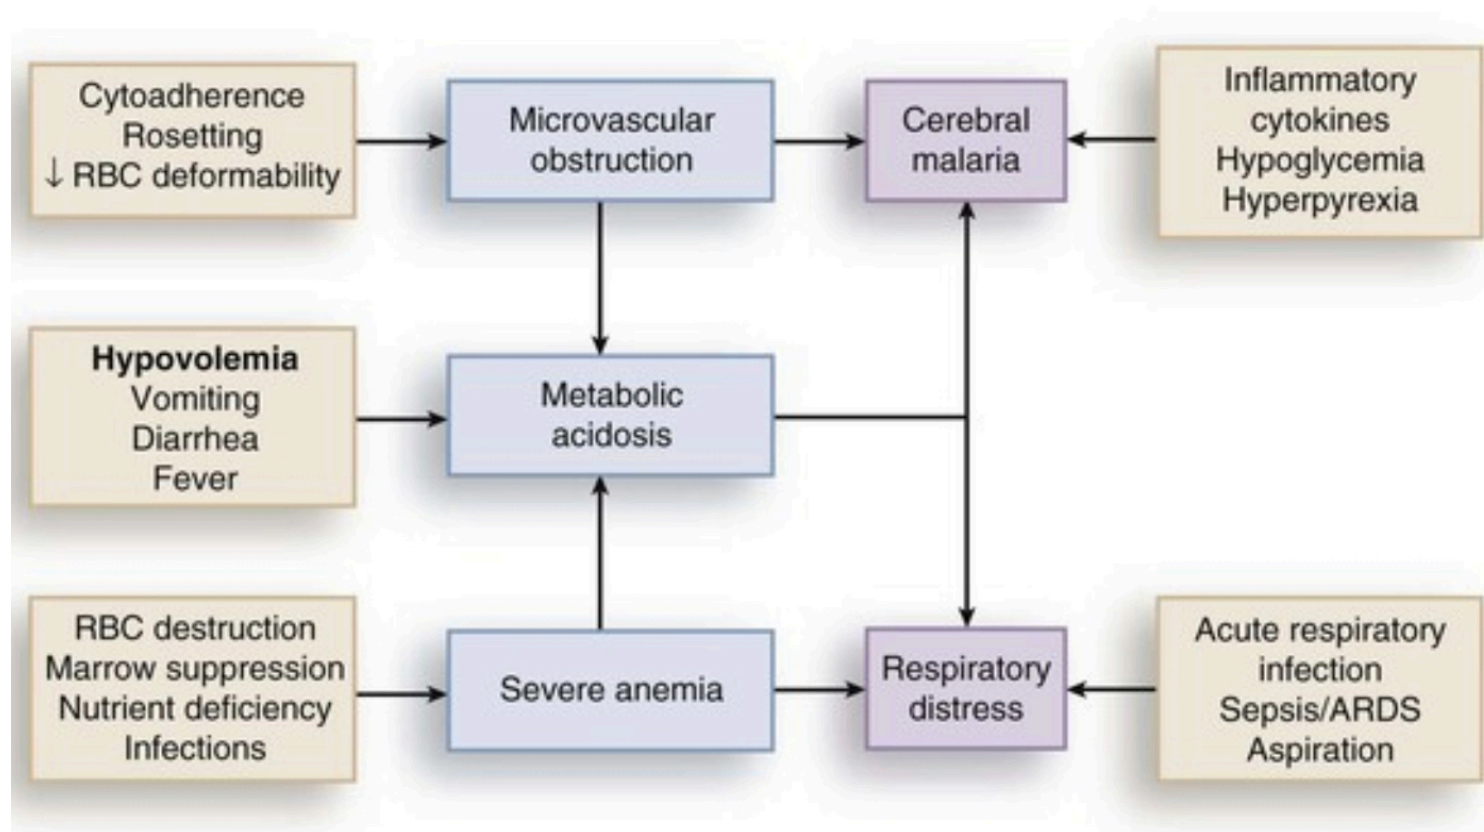 Cytoadherence
Rosetting
↓ RBC deformability
Microvascular
obstruction
Cerebral
malaria
Inflammatory
cytokines
Hypoglycemia
Hyperpyrexia
Hypovolemia
Vomiting
Diarrhea
Fever
Metabolic
acidosis
RBC destruction
Marrow suppression
Nutrient deficiency
Infections
Severe anemia
Respiratory
distress
Acute respiratory
infection
Sepsis/ARDS
Aspiration